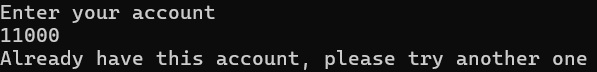 Enter your account
11000
Already have this account, please try another one